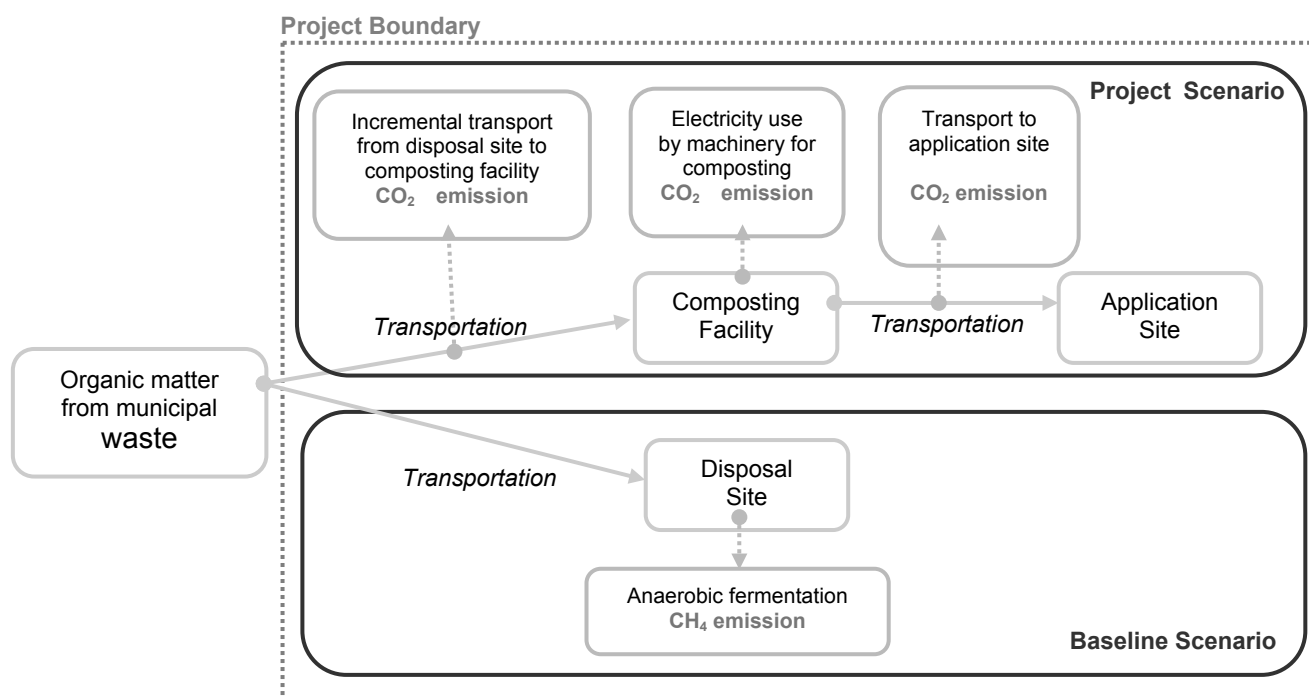 Project Boundary
Project Scenario
Incremental transport
from disposal site to
composting facility
CO₂ emission
Electricity use
by machinery for
composting
CO₂ emission
Transport to
application site
CO₂ emission
Transportation
Composting
Facility
Transportation
Application
Site
Organic matter
from municipal
waste
Transportation
Disposal
Site
Anaerobic fermentation
CH₄ emission
Baseline Scenario